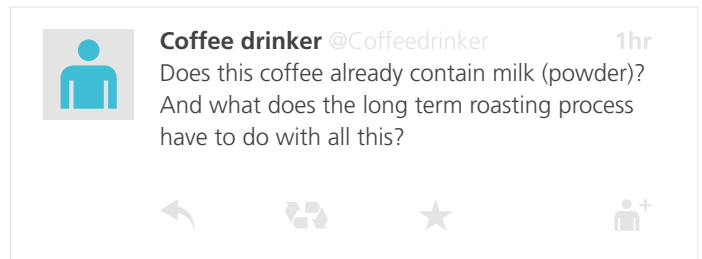 Coffee drinker @Coffeedrinker 1hr
Does this coffee already contain milk (powder)?
And what does the long term roasting process
have to do with all this?